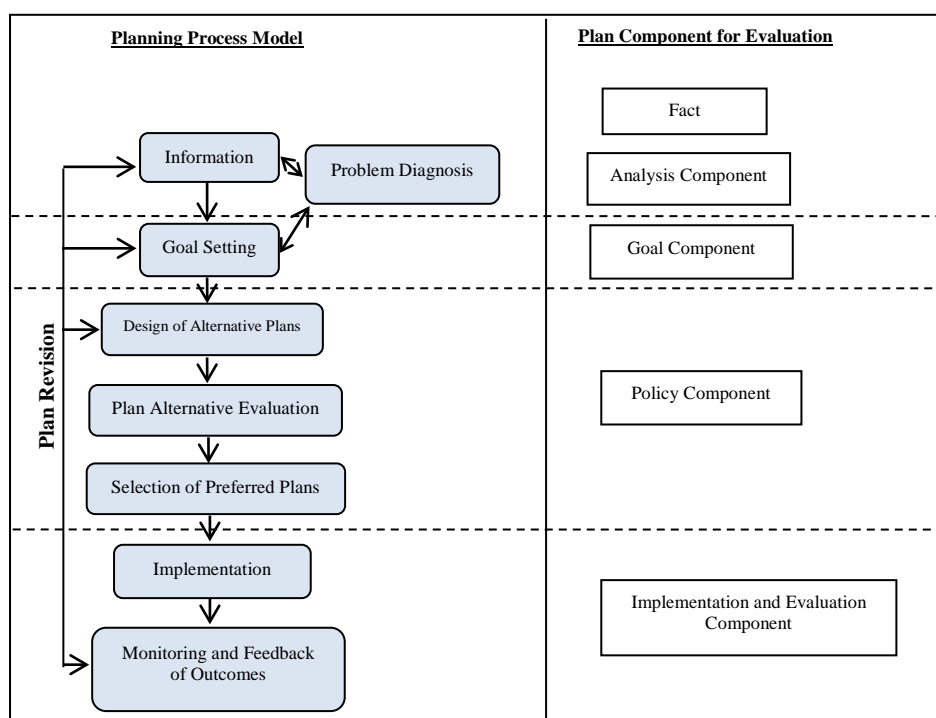 Planning Process Model
Plan Component for Evaluation
Fact
Information
Problem Diagnosis
Analysis Component
Goal Setting
Goal Component
Plan Revision
Design of Alternative Plans
Plan Alternative Evaluation
Policy Component
Selection of Preferred Plans
Implementation
Implementation and Evaluation
Component
Monitoring and Feedback
of Outcomes